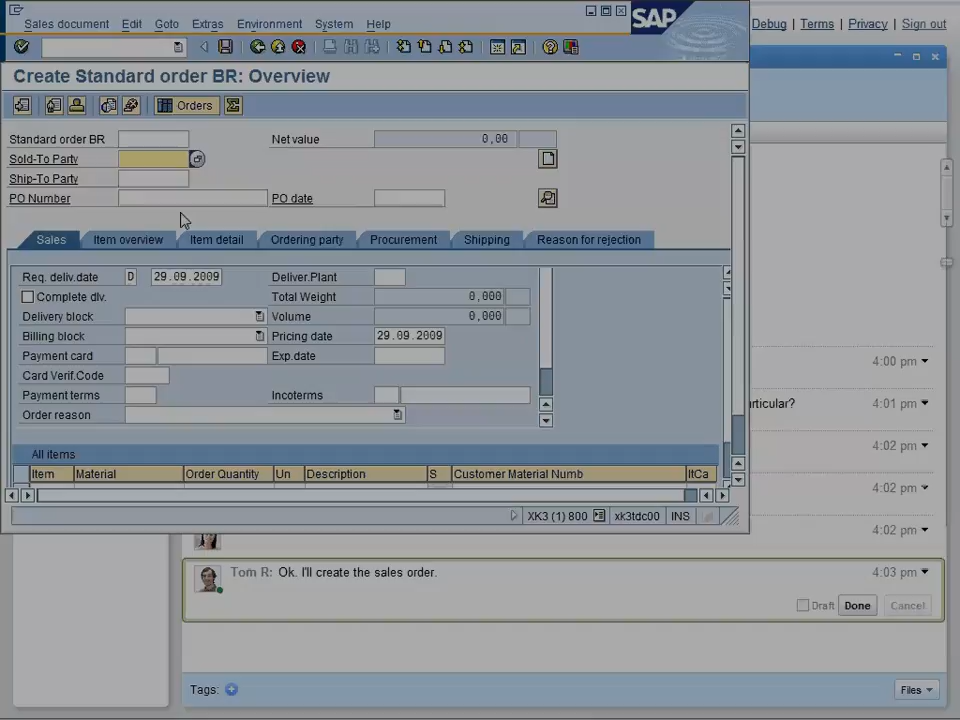 Sales document Edit Goto Extras Environment System Help
SAP
Debug | Terms | Privacy | Sign out
Create Standard order BR: Overview
Orders
Standard order BR Net value 0,00
Sold-To Party
Ship-To Party
PO Number PO date
Sales Item overview Item detail Ordering party Procurement Shipping Reason for rejection
Req. deliv.date D 29.09.2009 Deliver.Plant
Complete dlv. Total Weight 0,000
Delivery block Volume 0,000
Billing block Pricing date 29.09.2009
Payment card Exp.date
Card Verif.Code
Payment terms Incoterms
Order reason
All items
Item Material Order Quantity Un Description S Customer Material Numb ItCa
XK3 (1) 800 xk3tdc00 INS
4:00 pm
rticular? 4:01 pm
4:02 pm
4:02 pm
4:02 pm
Tom R: Ok. I'll create the sales order. 4:03 pm
Draft Done Cancel
Tags: Files